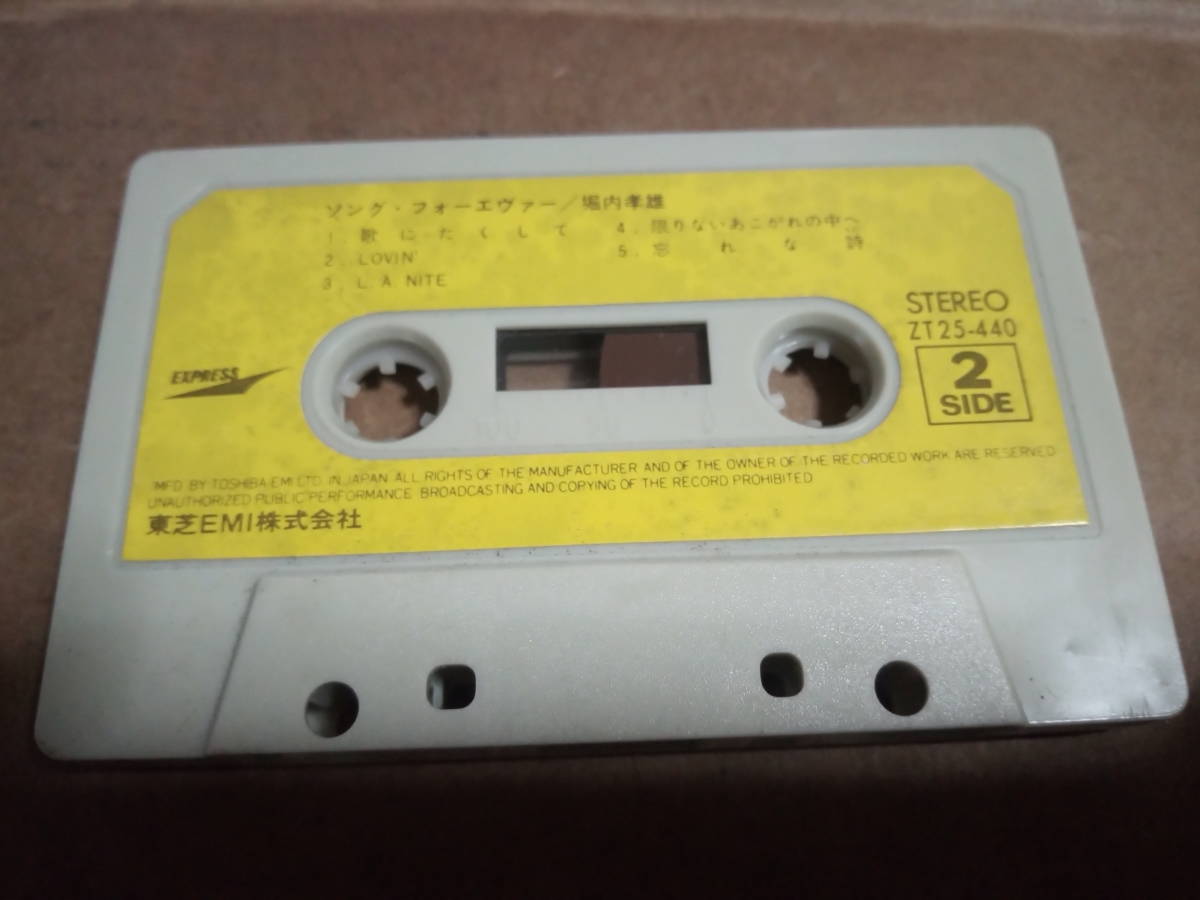 ソング・フォーエヴァー/堀内孝雄
1. 歌にたくして
2. LOVIN'
3. L.A. NITE
4. 限りないあこがれの中へ
5. 忘れな詩
STEREO
ZT25-440
2
SIDE
EXPRESS
MFD BY TOSHIBA EMI LTD. IN JAPAN. ALL RIGHTS OF THE MANUFACTURER AND OF THE OWNER OF THE RECORDED WORK ARE RESERVED
UNAUTHORIZED PUBLIC PERFORMANCE BROADCASTING AND COPYING OF THE RECORD PROHIBITED
東芝EMI株式会社
100 50 0